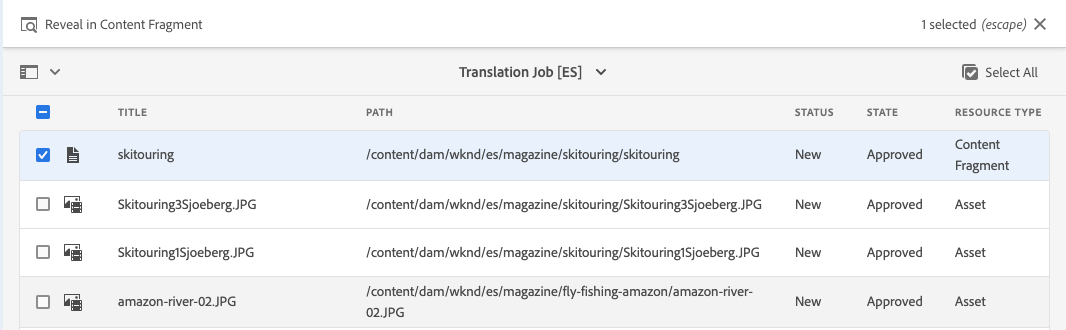 Reveal in Content Fragment 1 selected (escape)
Translation Job [ES] Select All
TITLE PATH STATUS STATE RESOURCE TYPE
skitouring /content/dam/wknd/es/magazine/skitouring/skitouring New Approved Content
Fragment
Skitouring3Sjoeberg.JPG /content/dam/wknd/es/magazine/skitouring/Skitouring3Sjoeberg.JPG New Approved Asset
Skitouring1Sjoeberg.JPG /content/dam/wknd/es/magazine/skitouring/Skitouring1Sjoeberg.JPG New Approved Asset
amazon-river-02.JPG /content/dam/wknd/es/magazine/fly-fishing-amazon/amazon-river-
02.JPG New Approved Asset